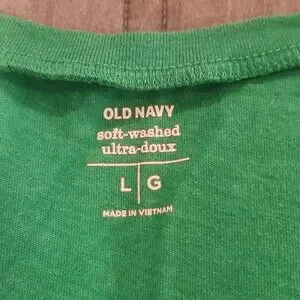 OLD NAVY
soft-washed
ultra-doux
L G
MADE IN VIETNAM